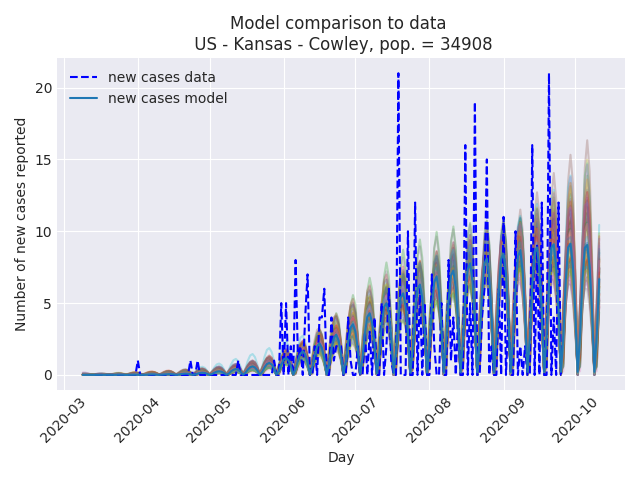 Model comparison to data
US - Kansas - Cowley, pop. = 34908
new cases data
new cases model
Number of new cases reported
20
15
10
5
0
2020-03
2020-04
2020-05
2020-06
2020-07
2020-08
2020-09
2020-10
Day